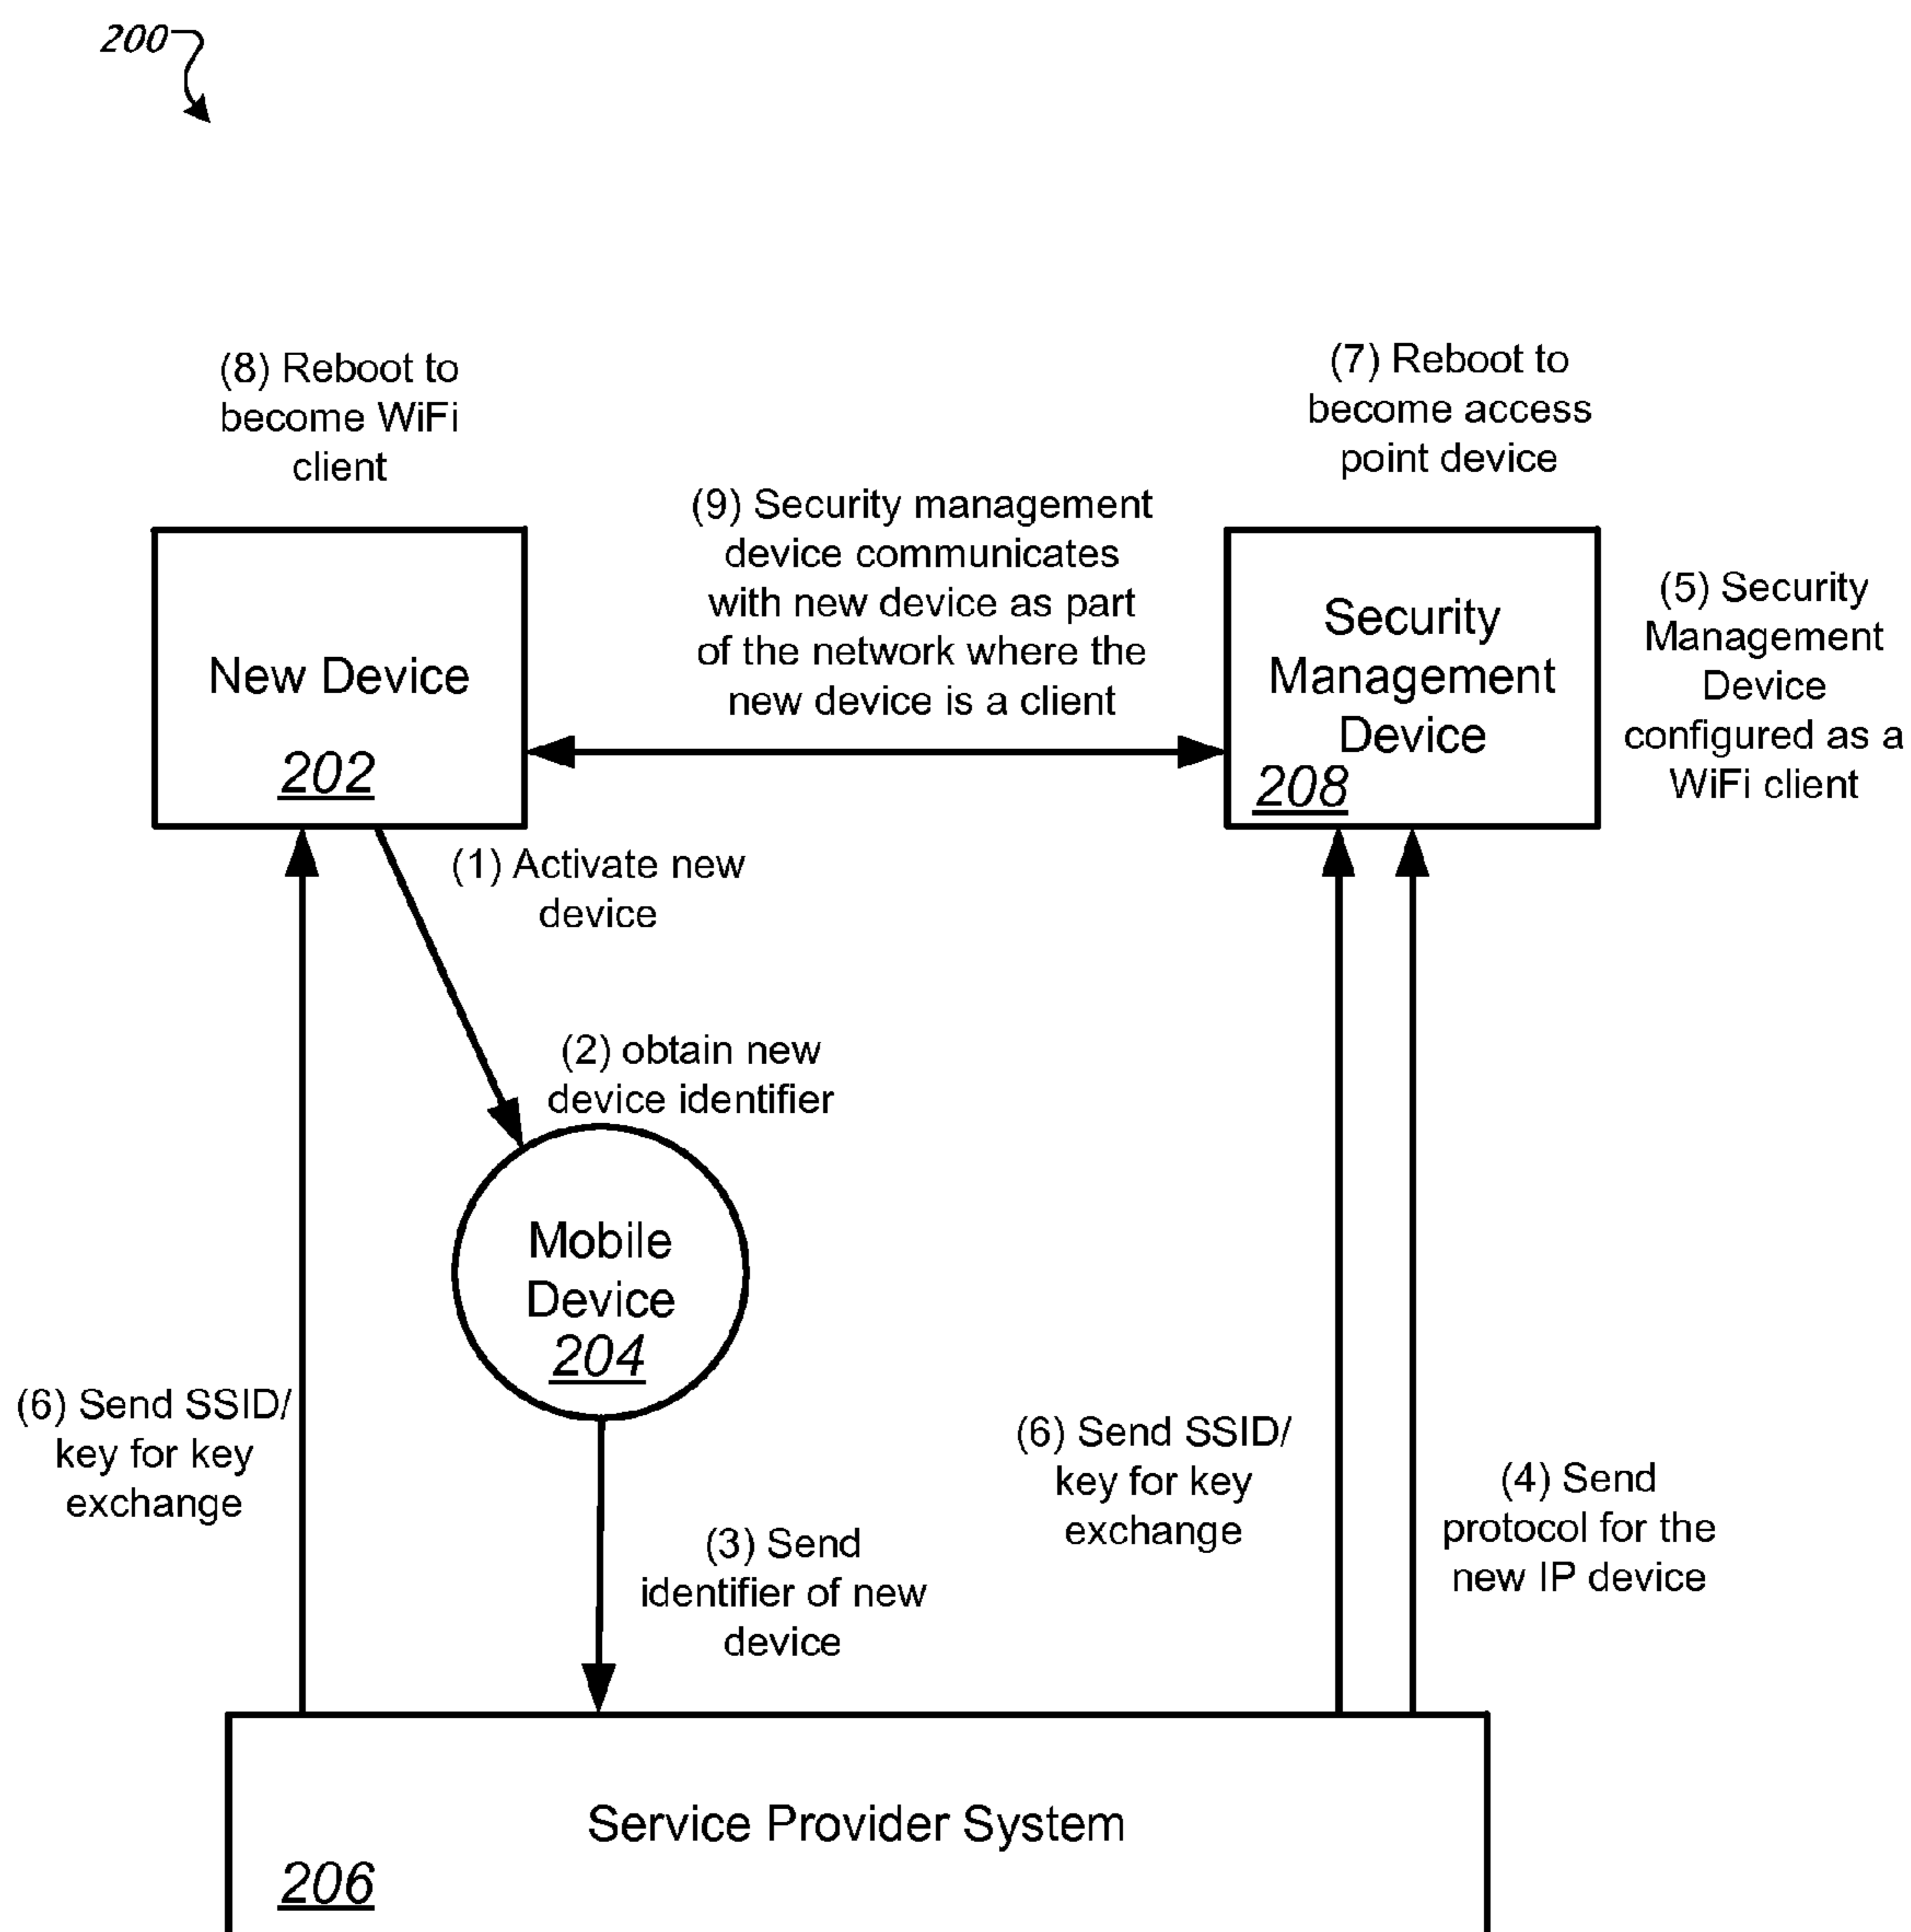 200
(8) Reboot to
become WiFi
client
(7) Reboot to
become access
point device
(9) Security management
device communicates
with new device as part
of the network where the
new device is a client
New Device
202
Security
Management
Device
208
(5) Security
Management
Device
configured as a
WiFi client
(1) Activate new
device
(2) obtain new
device identifier
Mobile
Device
204
(6) Send SSID/
key for key
exchange
(6) Send SSID/
key for key
exchange
(4) Send
protocol for the
new IP device
(3) Send
identifier of new
device
Service Provider System
206